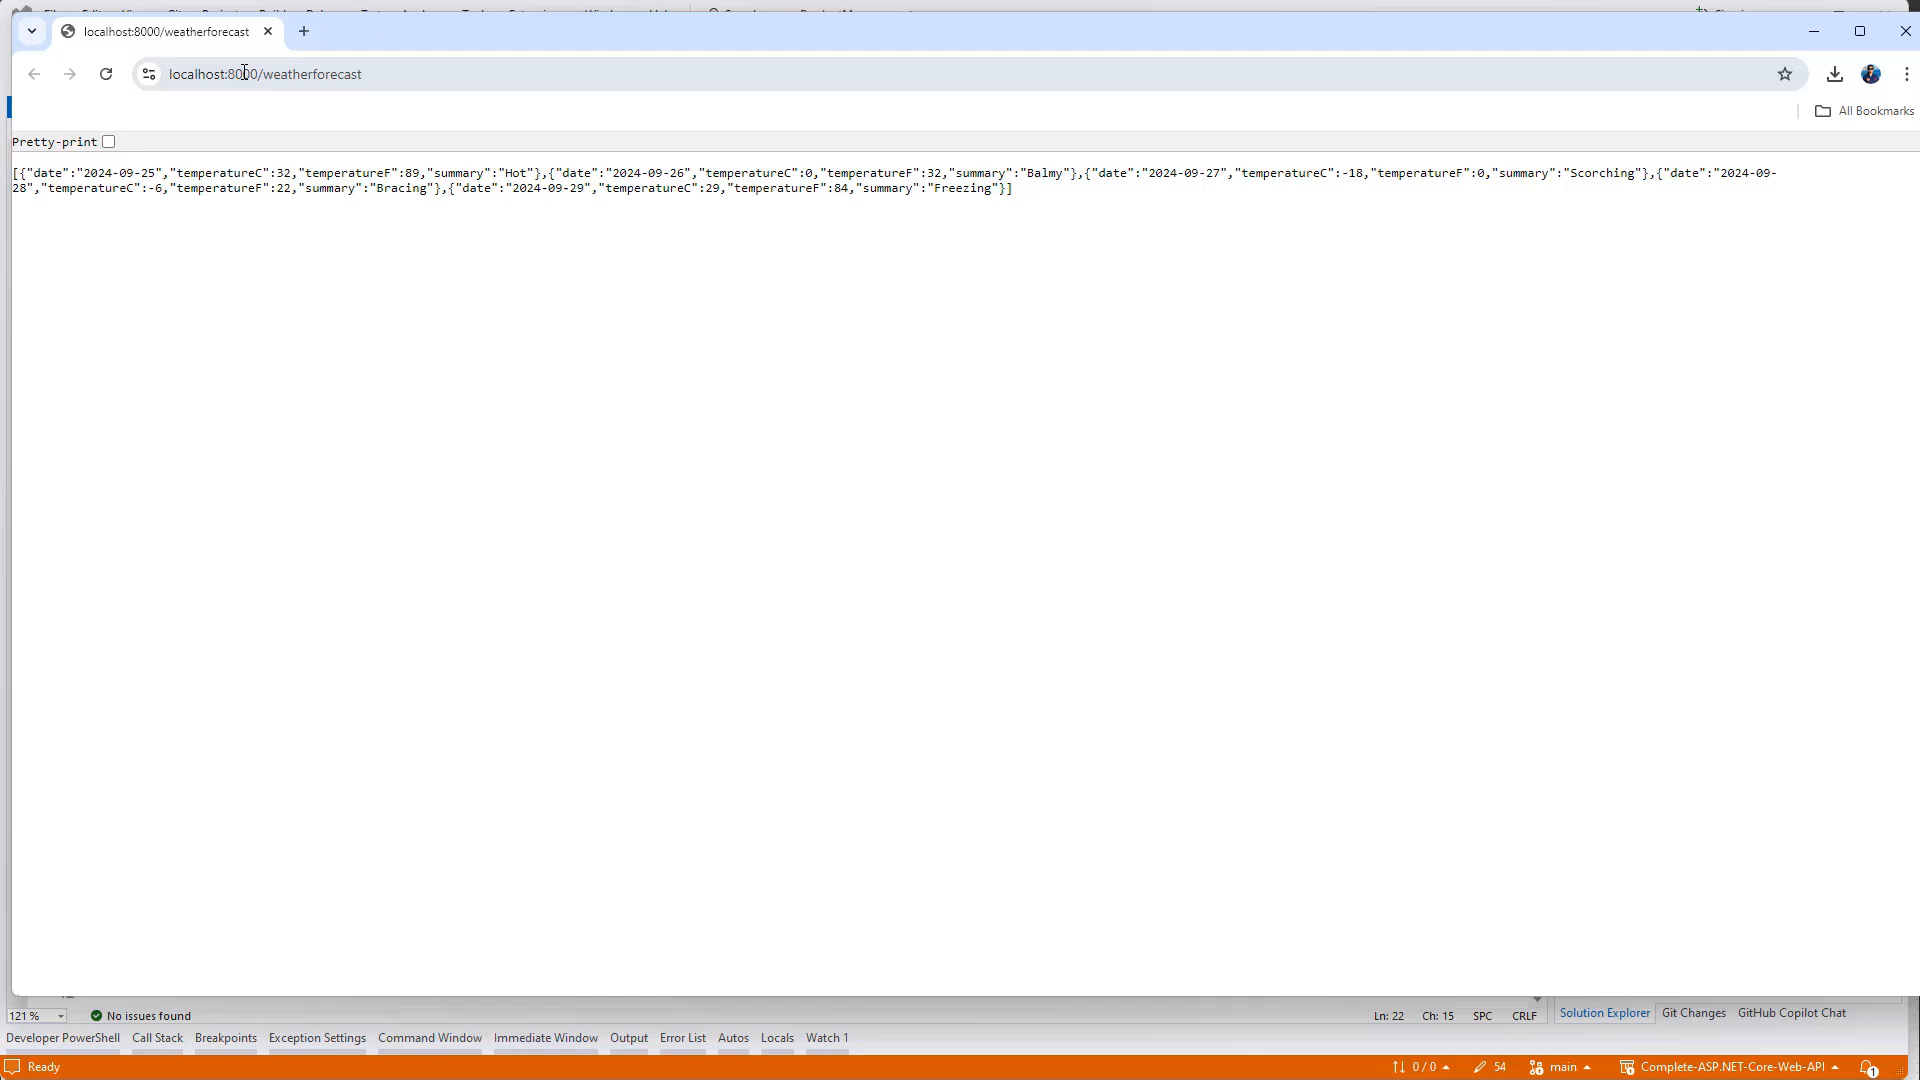 localhost:8000/weatherforecast
localhost:8000/weatherforecast
All Bookmarks
Pretty-print
[{"date":"2024-09-25","temperatureC":32,"temperatureF":89,"summary":"Hot"},{"date":"2024-09-26","temperatureC":0,"temperatureF":32,"summary":"Balmy"},{"date":"2024-09-27","temperatureC":-18,"temperatureF":0,"summary":"Scorching"},{"date":"2024-09-
28","temperatureC":-6,"temperatureF":22,"summary":"Bracing"},{"date":"2024-09-29","temperatureC":29,"temperatureF":84,"summary":"Freezing"}]
121 % No issues found Ln: 22 Ch: 15 SPC CRLF
Solution Explorer Git Changes GitHub Copilot Chat
Developer PowerShell Call Stack Breakpoints Exception Settings Command Window Immediate Window Output Error List Autos Locals Watch 1
Ready 0 / 0 54 main Complete-ASP.NET-Core-Web-API 1